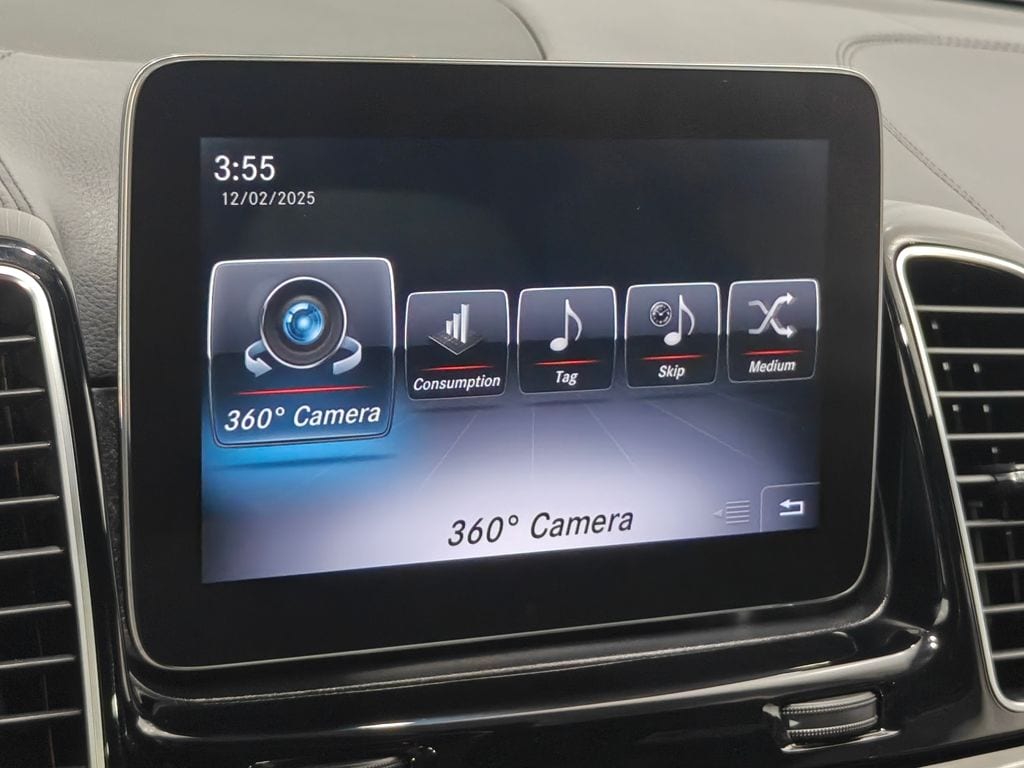 3:55
12/02/2025
360° Camera
Consumption
Tag
Skip
Medium
360° Camera